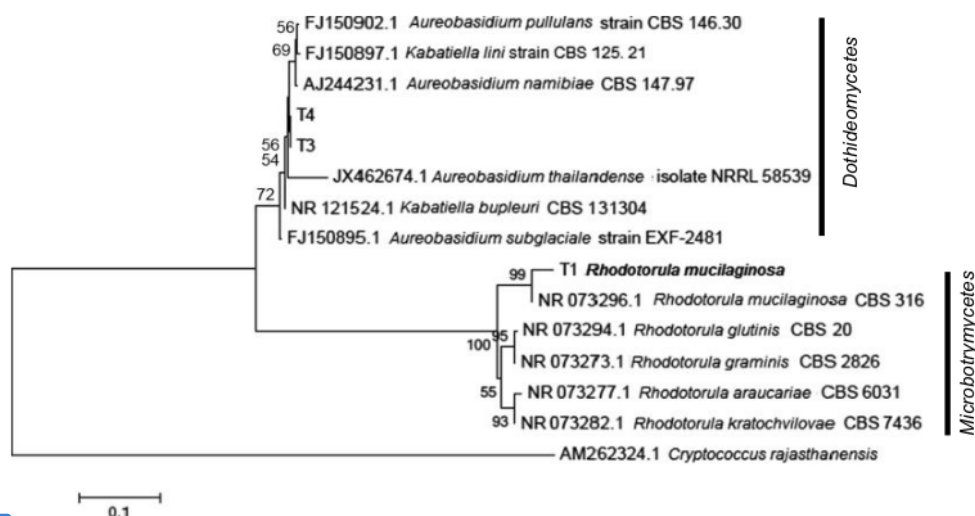 56
FJ150902.1 Aureobasidium pullulans strain CBS 146.30
69
FJ150897.1 Kabatiella lini strain CBS 125.21
AJ244231.1 Aureobasidium namibiae CBS 147.97
T4
56
T3
54
JX462674.1 Aureobasidium thailandense isolate NRRL 58539
72
NR 121524.1 Kabatiella bupleuri CBS 131304
FJ150895.1 Aureobasidium subglaciale strain EXF-2481
Dothideomycetes
99
T1 Rhodotorula mucilaginosa
NR 073296.1 Rhodotorula mucilaginosa CBS 316
95
NR 073294.1 Rhodotorula glutinis CBS 20
100
NR 073273.1 Rhodotorula graminis CBS 2826
55
NR 073277.1 Rhodotorula araucariae CBS 6031
93
NR 073282.1 Rhodotorula kratochvilovae CBS 7436
Microbotrymycetes
AM262324.1 Cryptococcus rajasthanensis
0.1